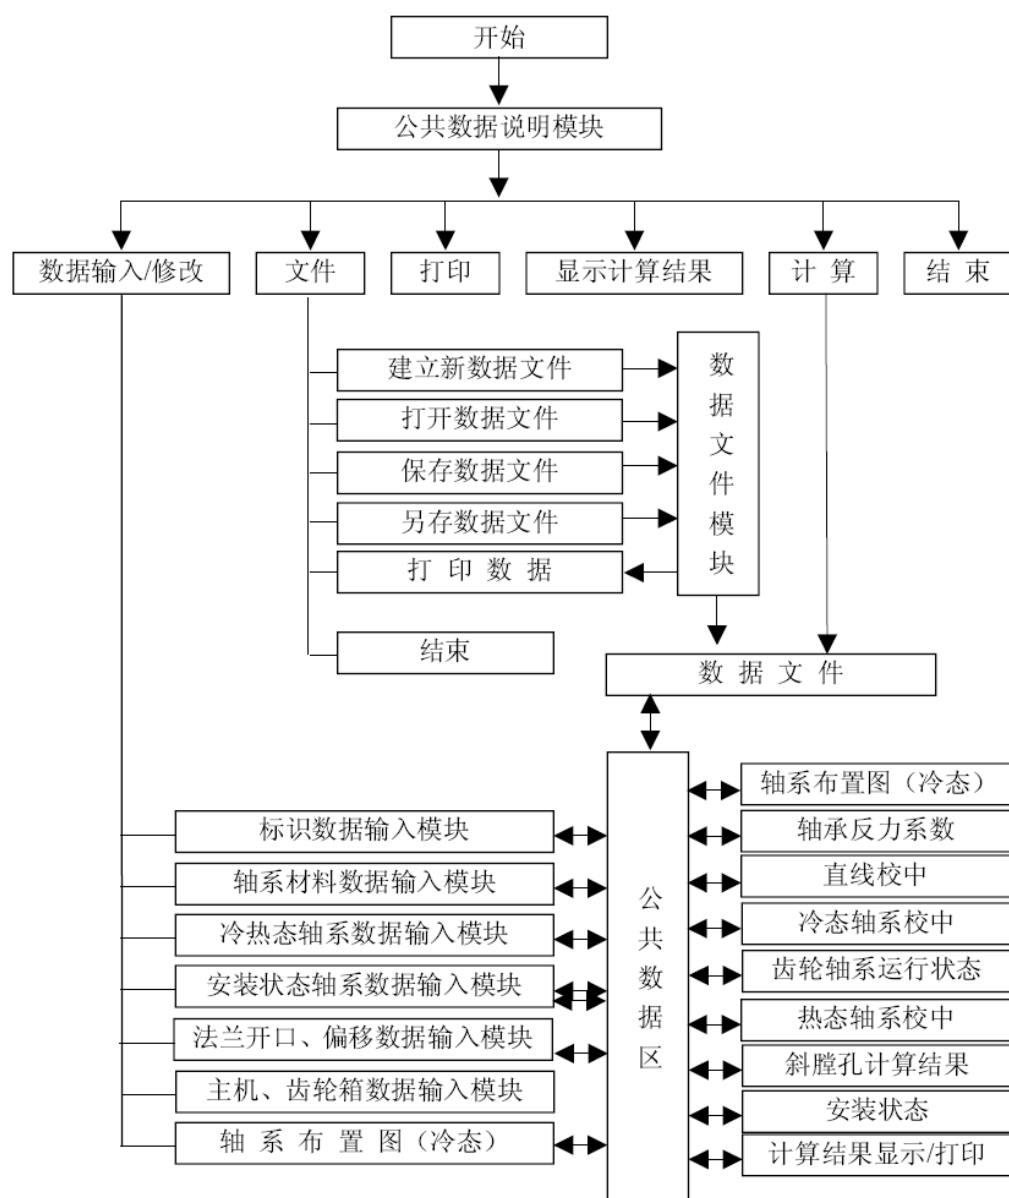 开始
公共数据说明模块
数据输入/修改
文件
打印
显示计算结果
计 算
结 束
建立新数据文件
打开数据文件
保存数据文件
另存数据文件
打 印 数 据
结束
数据文件模块
数 据 文 件
标识数据输入模块
轴系材料数据输入模块
冷热态轴系数据输入模块
安装状态轴系数据输入模块
法兰开口、偏移数据输入模块
主机、齿轮箱数据输入模块
轴 系 布 置 图（冷态）
公共数据区
轴系布置图（冷态）
轴承反力系数
直线校中
冷态轴系校中
齿轮轴系运行状态
热态轴系校中
斜膛孔计算结果
安装状态
计算结果显示/打印